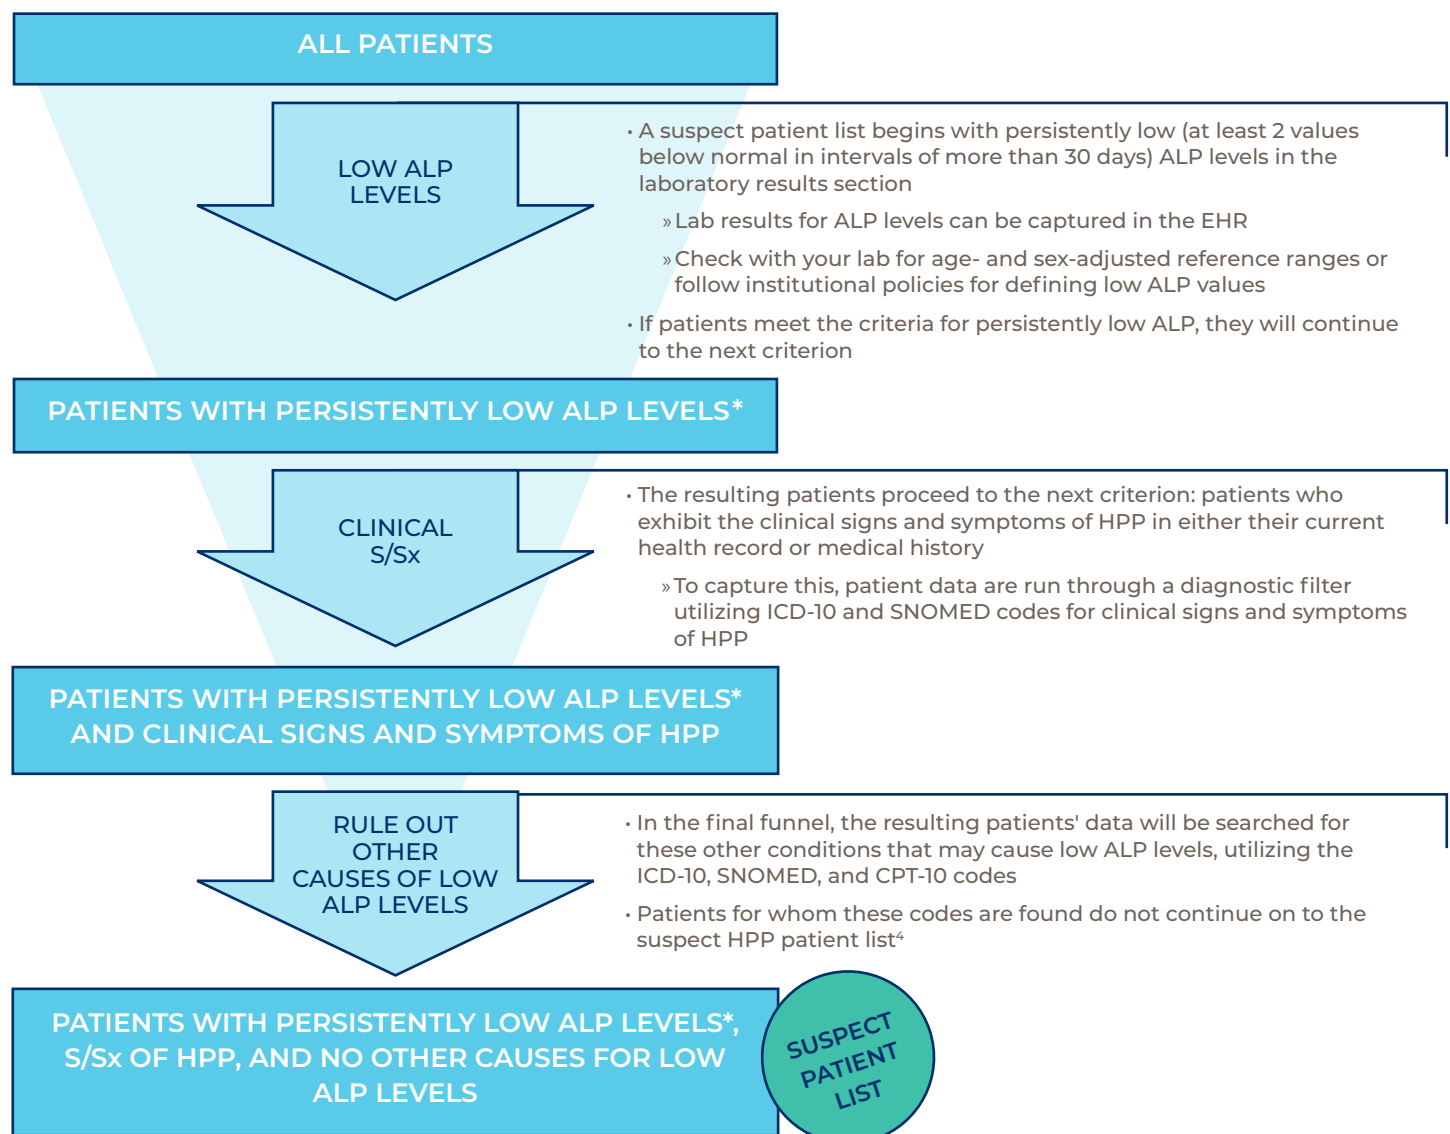 ALL PATIENTS
LOW ALP
LEVELS
• A suspect patient list begins with persistently low (at least 2 values
below normal in intervals of more than 30 days) ALP levels in the
laboratory results section
» Lab results for ALP levels can be captured in the EHR
» Check with your lab for age- and sex-adjusted reference ranges or
follow institutional policies for defining low ALP values
• If patients meet the criteria for persistently low ALP, they will continue
to the next criterion
PATIENTS WITH PERSISTENTLY LOW ALP LEVELS*
CLINICAL
S/Sx
• The resulting patients proceed to the next criterion: patients who
exhibit the clinical signs and symptoms of HPP in either their current
health record or medical history
» To capture this, patient data are run through a diagnostic filter
utilizing ICD-10 and SNOMED codes for clinical signs and symptoms
of HPP
PATIENTS WITH PERSISTENTLY LOW ALP LEVELS*
AND CLINICAL SIGNS AND SYMPTOMS OF HPP
RULE OUT
OTHER
CAUSES OF LOW
ALP LEVELS
• In the final funnel, the resulting patients' data will be searched for
these other conditions that may cause low ALP levels, utilizing the
ICD-10, SNOMED, and CPT-10 codes
• Patients for whom these codes are found do not continue on to the
suspect HPP patient list⁴
PATIENTS WITH PERSISTENTLY LOW ALP LEVELS*,
S/Sx OF HPP, AND NO OTHER CAUSES FOR LOW
ALP LEVELS
SUSPECT
PATIENT
LIST